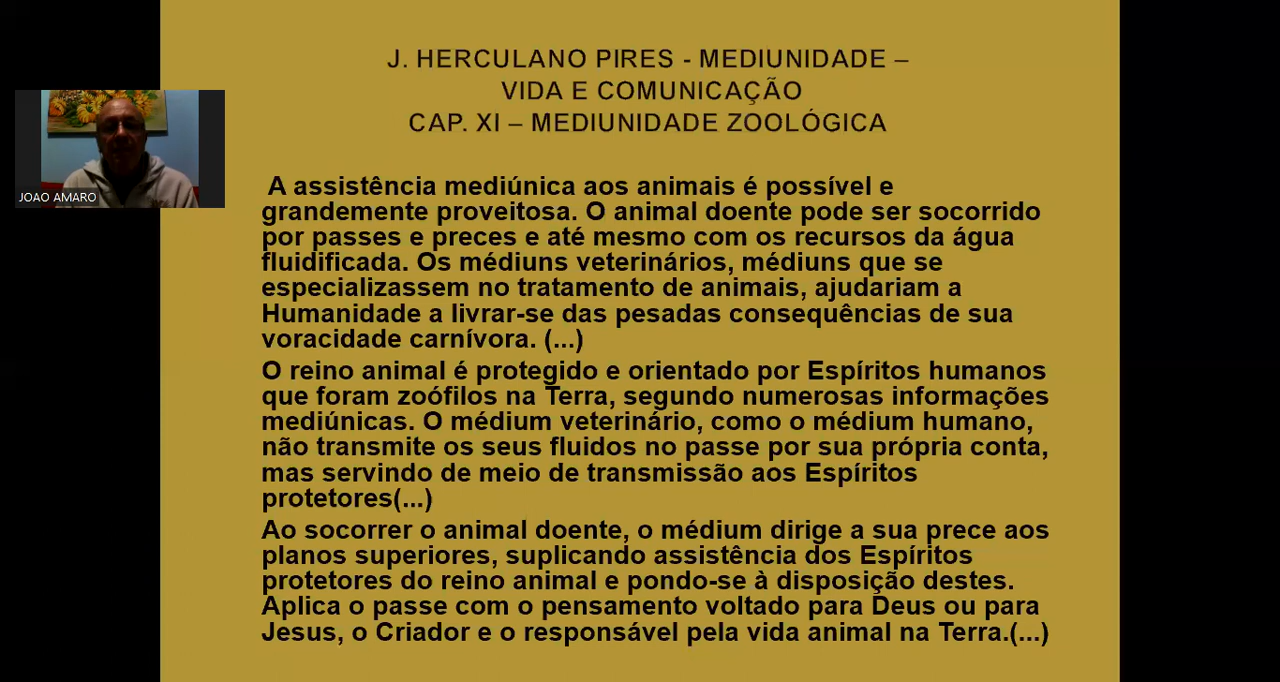 J. HERCULANO PIRES - MEDIUNIDADE –
VIDA E COMUNICAÇÃO
CAP. XI – MEDIUNIDADE ZOOLÓGICA
JOAO AMARO
A assistência mediúnica aos animais é possível e
grandemente proveitosa. O animal doente pode ser socorrido
por passes e preces e até mesmo com os recursos da água
fluidificada. Os médiuns veterinários, médiuns que se
especializassem no tratamento de animais, ajudariam a
Humanidade a livrar-se das pesadas consequências de sua
voracidade carnívora. (...)
O reino animal é protegido e orientado por Espíritos humanos
que foram zoófilos na Terra, segundo numerosas informações
mediúnicas. O médium veterinário, como o médium humano,
não transmite os seus fluidos no passe por sua própria conta,
mas servindo de meio de transmissão aos Espíritos
protetores(...)
Ao socorrer o animal doente, o médium dirige a sua prece aos
planos superiores, suplicando assistência dos Espíritos
protetores do reino animal e pondo-se à disposição destes.
Aplica o passe com o pensamento voltado para Deus ou para
Jesus, o Criador e o responsável pela vida animal na Terra.(...)